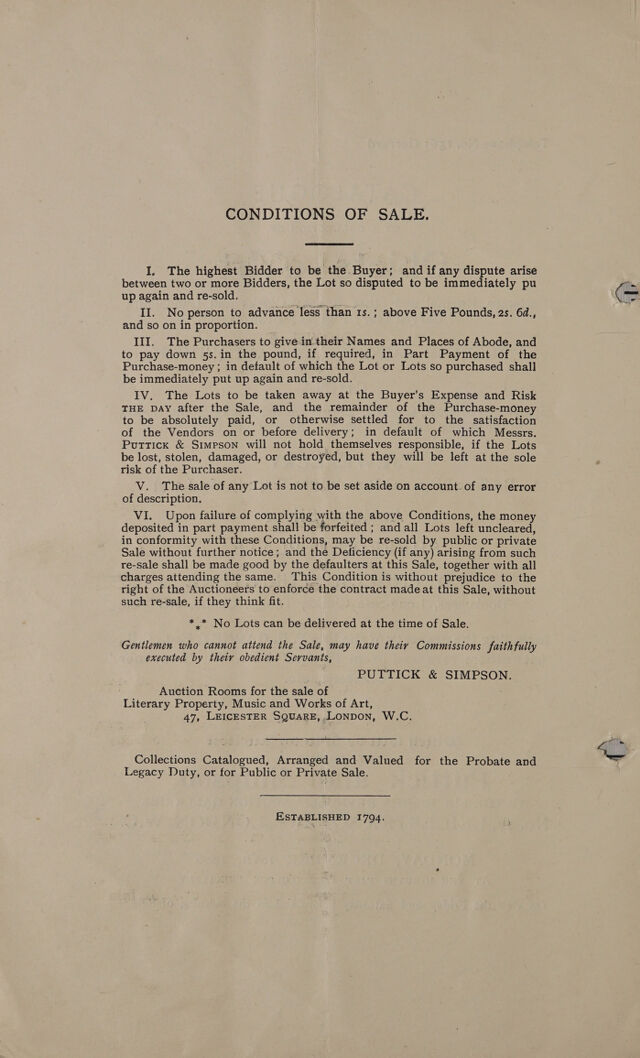 CONDITIONS OF SALE.
I. The highest Bidder to be the Buyer; and if any dispute arise
between two or more Bidders, the Lot so disputed to be immediately pu
up again and re-sold.
II. No person to advance less than 1s.; above Five Pounds, 2s. 6d.,
and so on in proportion.
III. The Purchasers to give in their Names and Places of Abode, and
to pay down 5s. in the pound, if required, in Part Payment of the
Purchase-money; in default of which the Lot or Lots so purchased shall
be immediately put up again and re-sold.
IV. The Lots to be taken away at the Buyer's Expense and Risk
THE DAY after the Sale, and the remainder of the Purchase-money
to be absolutely paid, or otherwise settled for to the satisfaction
of the Vendors on or before delivery; in default of which Messrs.
PUTTICK & SIMPSON will not hold themselves responsible, if the Lots
be lost, stolen, damaged, or destroyed, but they will be left at the sole
risk of the Purchaser.
V. The sale of any Lot is not to be set aside on account of any error
of description.
VI. Upon failure of complying with the above Conditions, the money
deposited in part payment shall be forfeited; and all Lots left uncleared,
in conformity with these Conditions, may be re-sold by public or private
Sale without further notice; and the Deficiency (if any) arising from such
re-sale shall be made good by the defaulters at this Sale, together with all
charges attending the same. This Condition is without prejudice to the
right of the Auctioneers to enforce the contract made at this Sale, without
such re-sale, if they think fit.
*** No Lots can be delivered at the time of Sale.
Gentlemen who cannot attend the Sale, may have their Commissions faithfully
executed by their obedient Servants,
PUTTICK & SIMPSON.
Auction Rooms for the sale of
Literary Property, Music and Works of Art,
47, LEICESTER SQUARE, LONDON, W.C.
Collections Catalogued, Arranged and Valued for the Probate and
Legacy Duty, or for Public or Private Sale.
ESTABLISHED 1794.